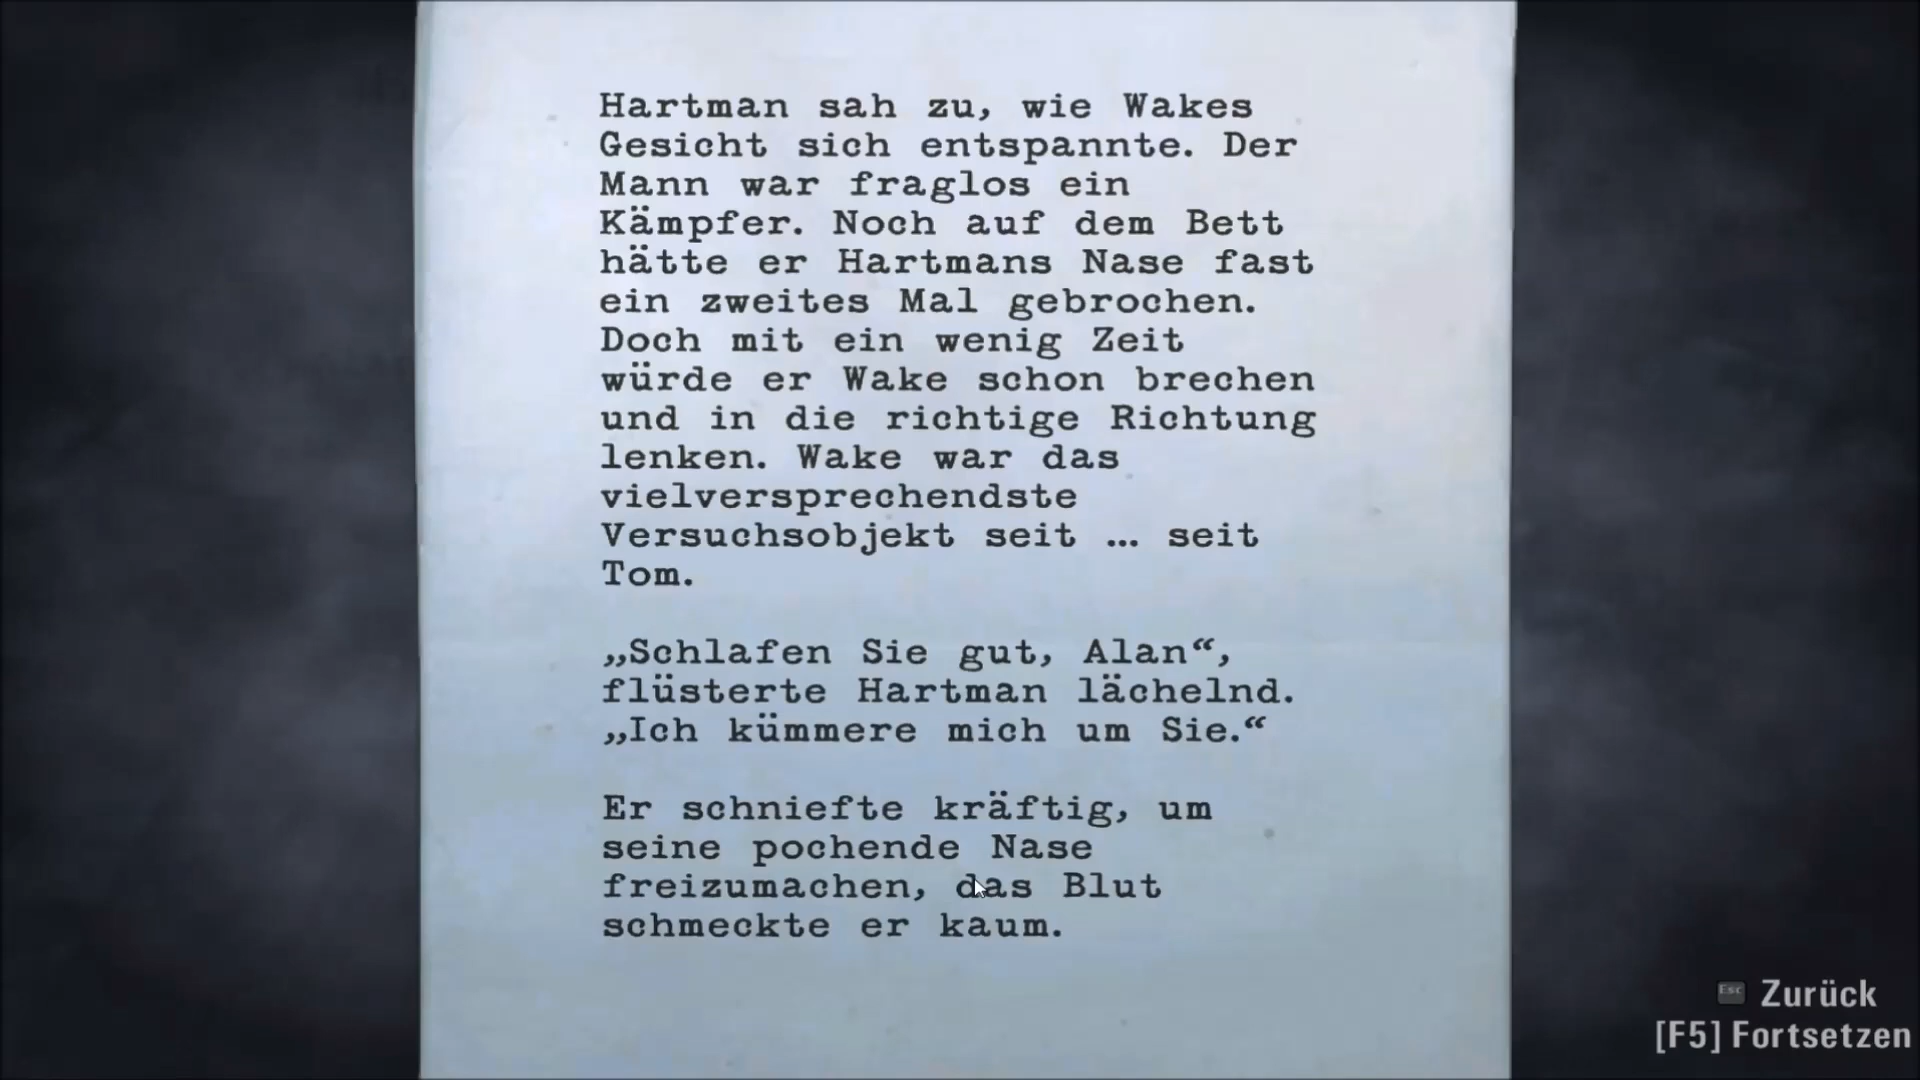 Hartman sah zu, wie Wakes
Gesicht sich entspannte. Der
Mann war fraglos ein
Kämpfer. Noch auf dem Bett
hätte er Hartmans Nase fast
ein zweites Mal gebrochen.
Doch mit ein wenig Zeit
würde er Wake schon brechen
und in die richtige Richtung
lenken. Wake war das
vielversprechendste
Versuchsobjekt seit … seit
Tom.
„Schlafen Sie gut, Alan“,
flüsterte Hartman lächelnd.
„Ich kümmere mich um Sie.“
Er schniefte kräftig, um
seine pochende Nase
freizumachen, das Blut
schmeckte er kaum.
Esc Zurück
[F5] Fortsetzen